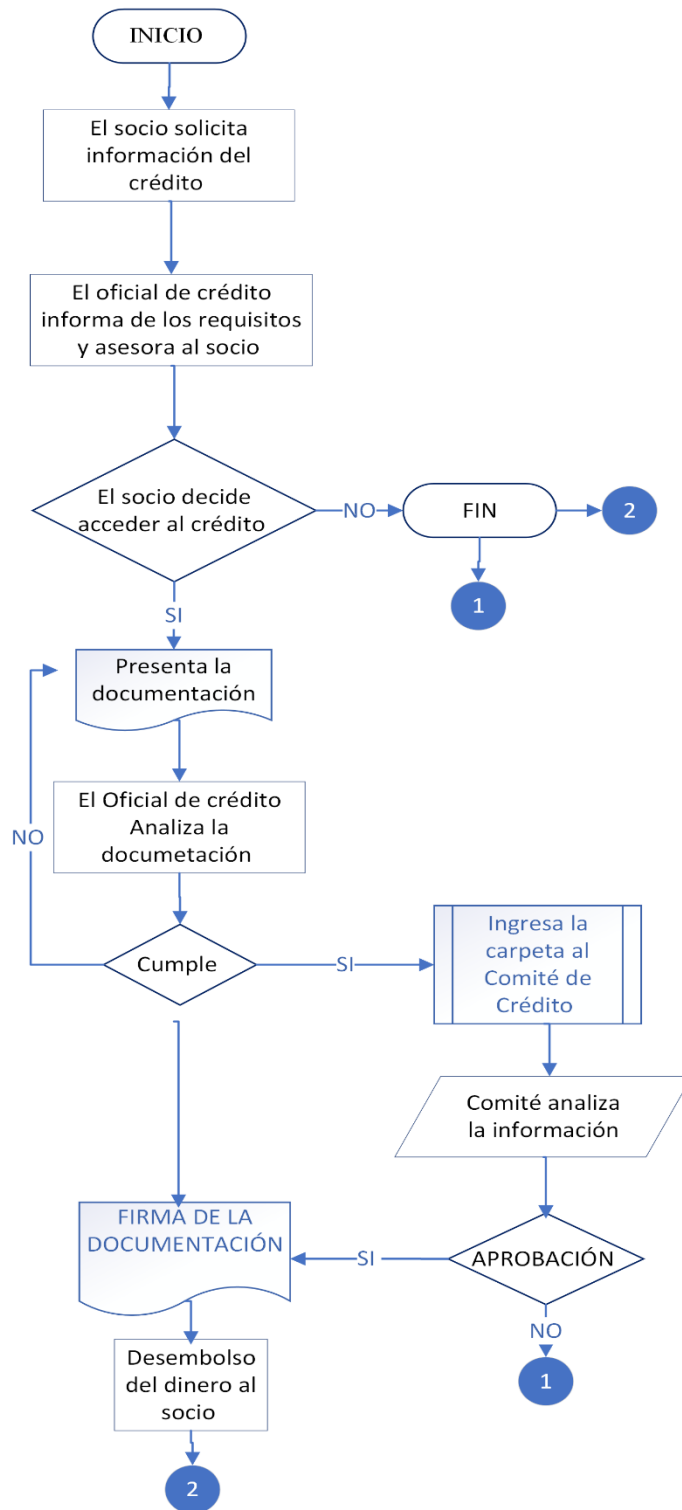 INICIO
El socio solicita
información del
crédito
El oficial de crédito
informa de los requisitos
y asesora al socio
El socio decide
acceder al crédito
NO
FIN
2
1
SI
Presenta la
documentación
El Oficial de crédito
Analiza la
documetación
NO
Cumple
SI
Ingresa la
carpeta al
Comité de
Crédito
Comité analiza
la información
APROBACIÓN
SI
FIRMA DE LA
DOCUMENTACIÓN
NO
1
Desembolso
del dinero al
socio
2